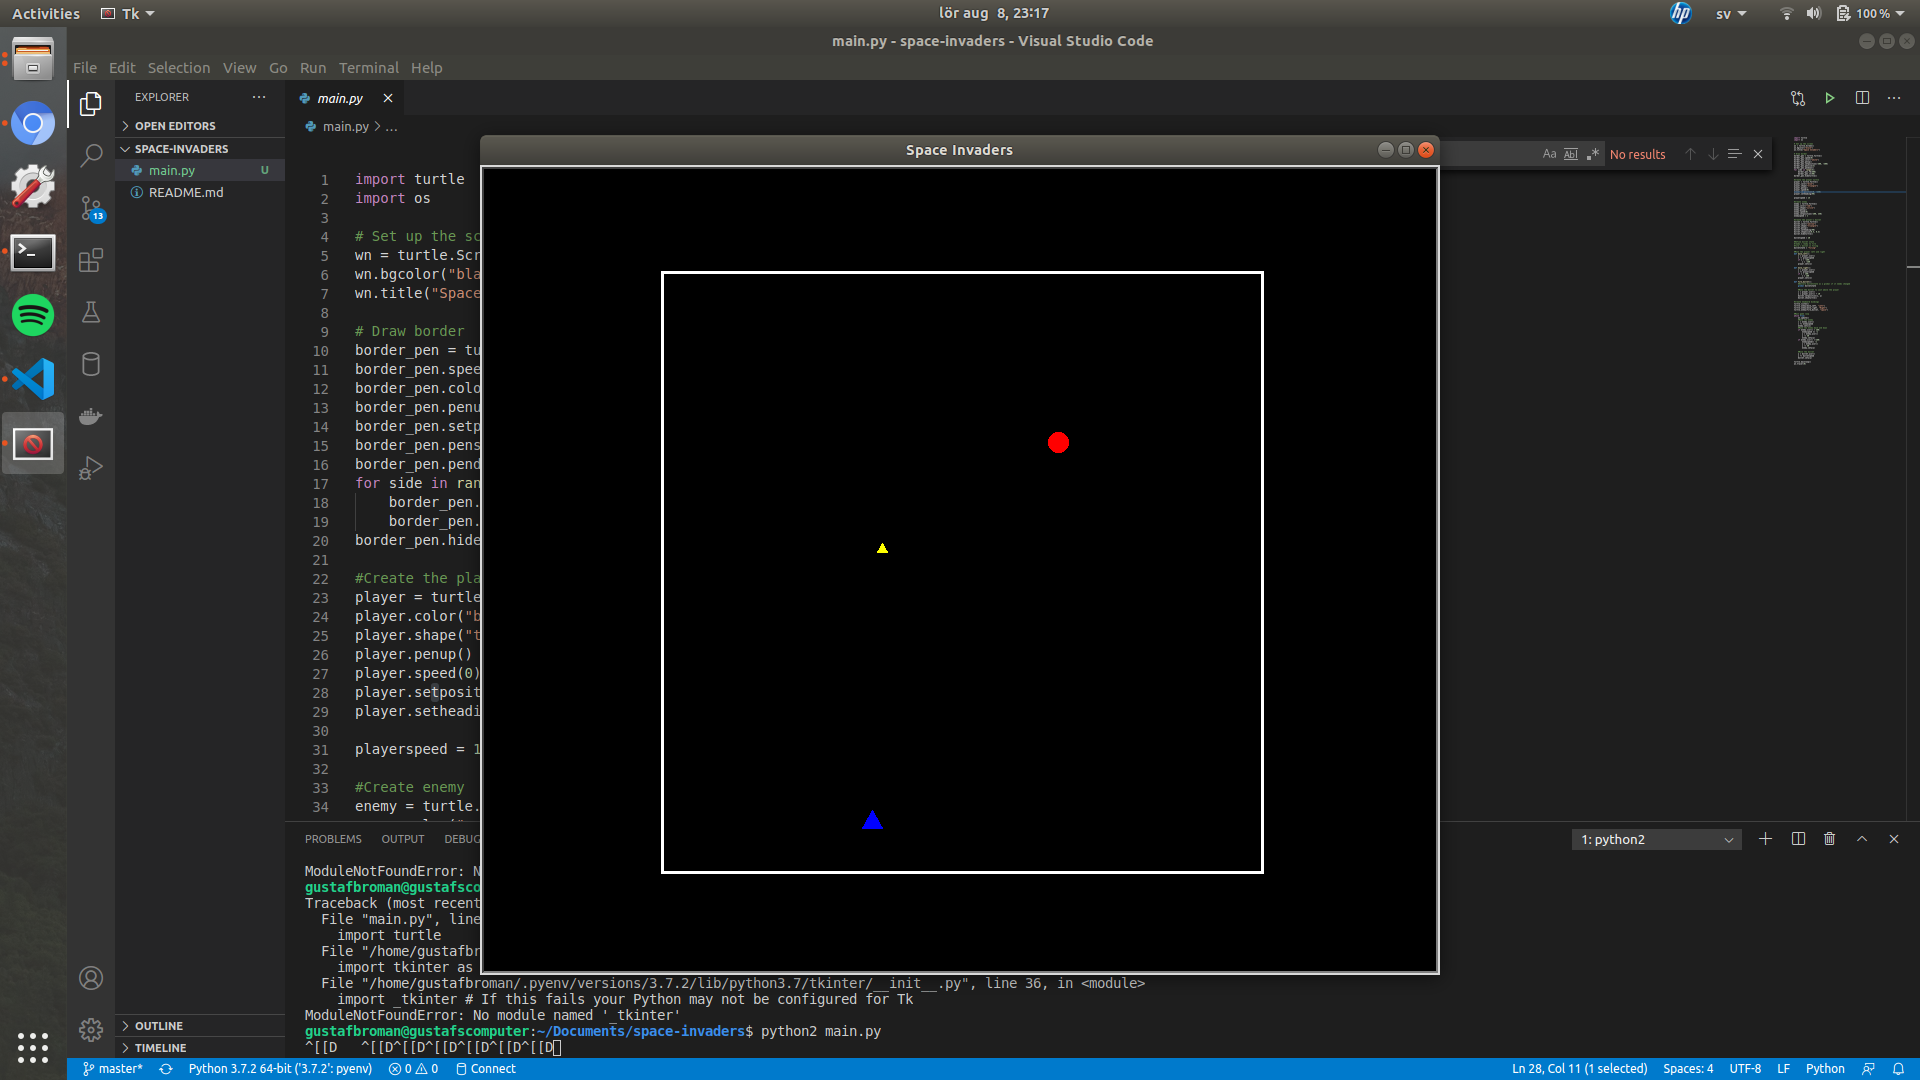 Activities
Tk
lör aug  8, 23:17
sv
100 %
main.py - space-invaders - Visual Studio Code
File Edit Selection View Go Run Terminal Help
EXPLORER
main.py
OPEN EDITORS
main.py > ...
SPACE-INVADERS
main.py U
README.md
13
Space Invaders
Aa Abl .* No results
1 import turtle
2 import os
3
4 # Set up the sc
5 wn = turtle.Scr
6 wn.bgcolor("bla
7 wn.title("Space
8
9 # Draw border
10 border_pen = tu
11 border_pen.spee
12 border_pen.colo
13 border_pen.penu
14 border_pen.setp
15 border_pen.pens
16 border_pen.pend
17 for side in ran
18 border_pen.
19 border_pen.
20 border_pen.hide
21
22 #Create the pla
23 player = turtle
24 player.color("b
25 player.shape("t
26 player.penup()
27 player.speed(0)
28 player.setposit
29 player.setheadi
30
31 playerspeed = 1
32
33 #Create enemy
34 enemy = turtle.
PROBLEMS OUTPUT DEBUG
1: python2
ModuleNotFoundError: N
gustafbroman@gustafsco
Traceback (most recent
File "main.py", line
import turtle
File "/home/gustafbr
import tkinter as
File "/home/gustafbroman/.pyenv/versions/3.7.2/lib/python3.7/tkinter/__init__.py", line 36, in <module>
import _tkinter # If this fails your Python may not be configured for Tk
ModuleNotFoundError: No module named '_tkinter'
gustafbroman@gustafscomputer:~/Documents/space-invaders$ python2 main.py
^[[D   ^[[D^[[D^[[D^[[D^[[D^[[D
OUTLINE
TIMELINE
master* Python 3.7.2 64-bit ('3.7.2': pyenv) 0 0 Connect
Ln 28, Col 11 (1 selected) Spaces: 4 UTF-8 LF Python